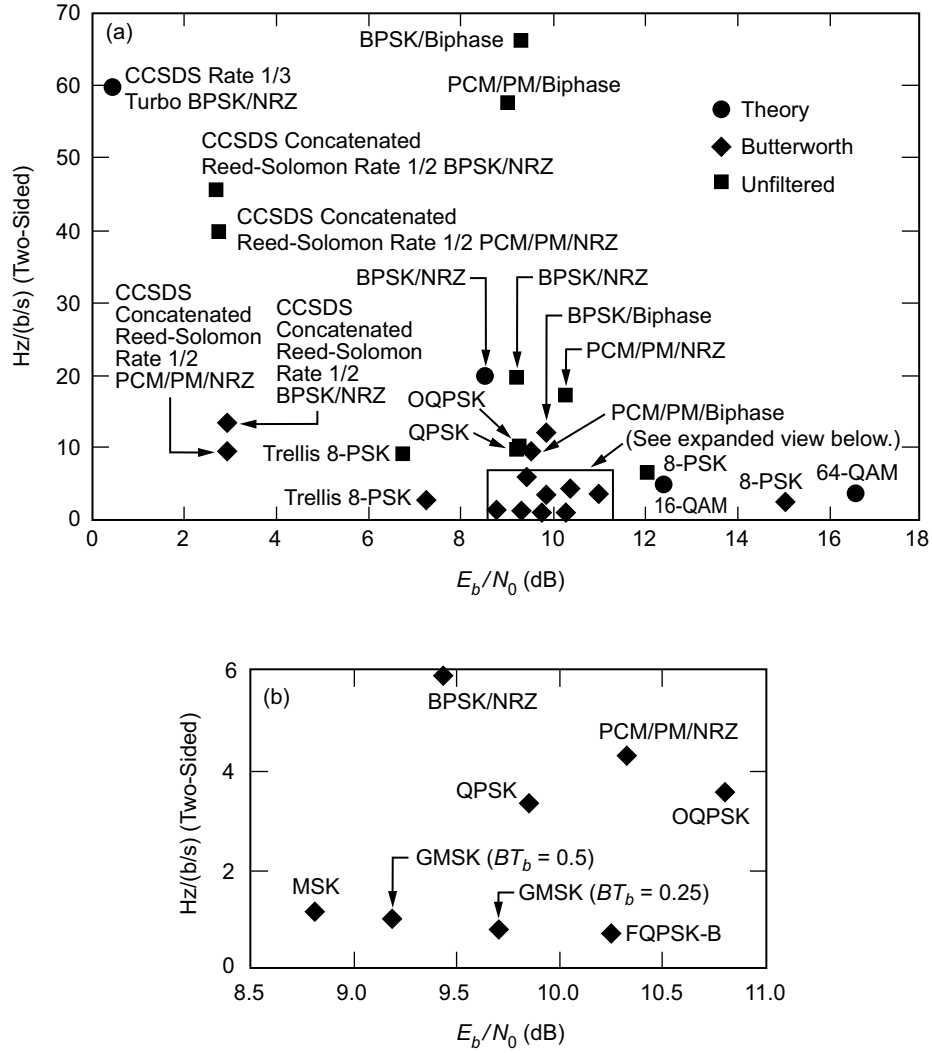 (a)
70
60
50
40
30
20
10
0
Hz/(b/s) (Two-Sided)
BPSK/Biphase
CCSDS Rate 1/3
Turbo BPSK/NRZ
PCM/PM/Biphase
Theory
Butterworth
Unfiltered
CCSDS Concatenated
Reed-Solomon Rate 1/2 BPSK/NRZ
CCSDS Concatenated
Reed-Solomon Rate 1/2 PCM/PM/NRZ
BPSK/NRZ
BPSK/NRZ
CCSDS
Concatenated
Reed-Solomon
Rate 1/2
PCM/PM/NRZ
CCSDS
Concatenated
Reed-Solomon
Rate 1/2
BPSK/NRZ
BPSK/Biphase
PCM/PM/NRZ
OQPSK
QPSK
PCM/PM/Biphase
(See expanded view below.)
Trellis 8-PSK
8-PSK
Trellis 8-PSK
16-QAM
8-PSK
64-QAM
0 2 4 6 8 10 12 14 16 18
E_b/N_0 (dB)
(b)
6
4
2
0
Hz/(b/s) (Two-Sided)
BPSK/NRZ
PCM/PM/NRZ
QPSK
OQPSK
GMSK (BT_b = 0.5)
MSK
GMSK (BT_b = 0.25)
FQPSK-B
8.5 9.0 9.5 10.0 10.5 11.0
E_b/N_0 (dB)